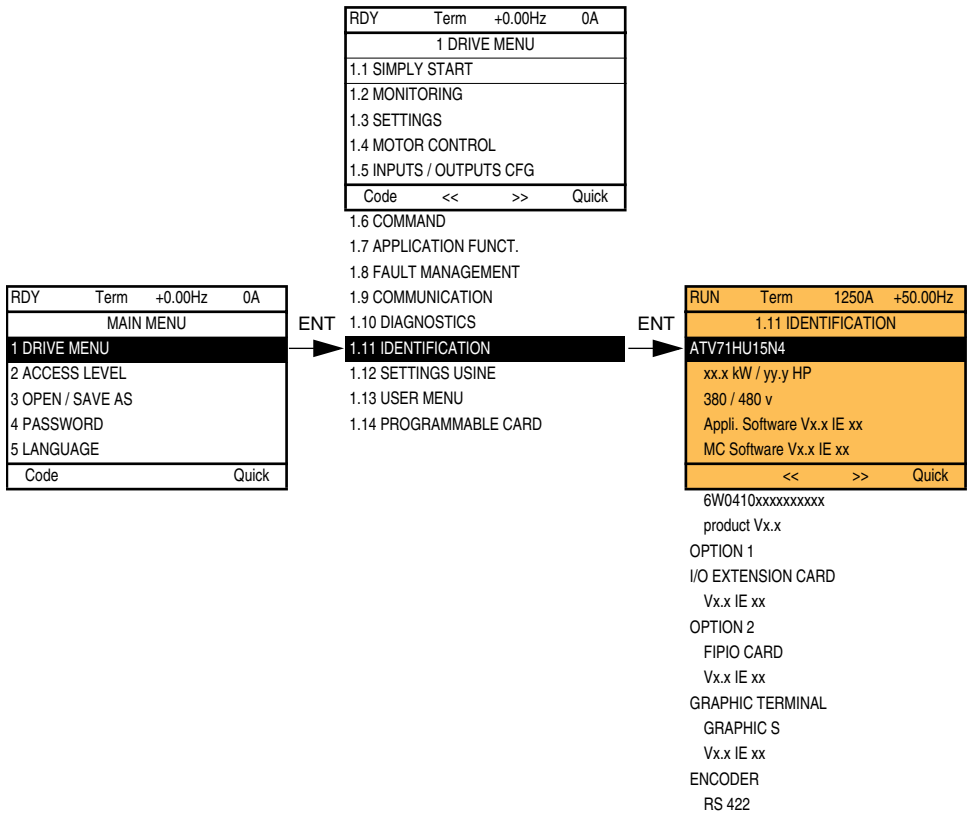 RDY Term +0.00Hz 0A
1 DRIVE MENU
1.1 SIMPLY START
1.2 MONITORING
1.3 SETTINGS
1.4 MOTOR CONTROL
1.5 INPUTS / OUTPUTS CFG
Code << >> Quick
1.6 COMMAND
1.7 APPLICATION FUNCT.
1.8 FAULT MANAGEMENT
1.9 COMMUNICATION
1.10 DIAGNOSTICS
1.11 IDENTIFICATION
1.12 SETTINGS USINE
1.13 USER MENU
1.14 PROGRAMMABLE CARD
RDY Term +0.00Hz 0A
MAIN MENU
1 DRIVE MENU
2 ACCESS LEVEL
3 OPEN / SAVE AS
4 PASSWORD
5 LANGUAGE
Code Quick
ENT
ENT
RUN Term 1250A +50.00Hz
1.11 IDENTIFICATION
ATV71HU15N4
xx.x kW / yy.y HP
380 / 480 v
Appli. Software Vx.x IE xx
MC Software Vx.x IE xx
<< >> Quick
6W0410xxxxxxxxxx
product Vx.x
OPTION 1
I/O EXTENSION CARD
Vx.x IE xx
OPTION 2
FIPIO CARD
Vx.x IE xx
GRAPHIC TERMINAL
GRAPHIC S
Vx.x IE xx
ENCODER
RS 422